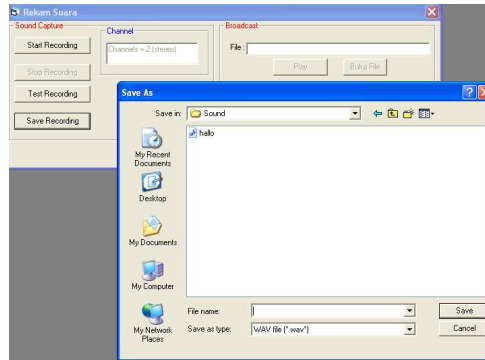 Rekam Suara
Sound Capture
Start Recording
Stop Recording
Test Recording
Save Recording
Channel
Channels = 2 (stereo)
Broadcast
File :
Play
Buka File
Save As
Save in:
Sound
hallo
My Recent
Documents
Desktop
My Documents
My Computer
My Network
Places
File name:
Save as type:
WAV file (*.wav*)
Save
Cancel